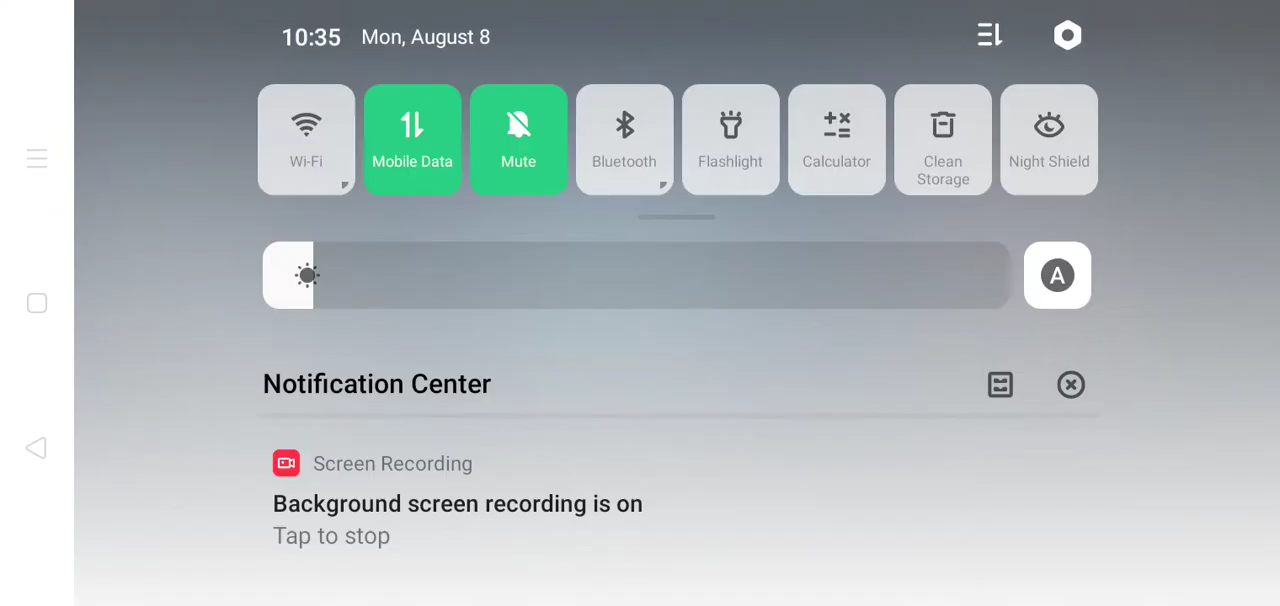 10:35 Mon, August 8
Wi-Fi Mobile Data Mute Bluetooth Flashlight Calculator Clean Storage Night Shield
A
Notification Center
Screen Recording
Background screen recording is on
Tap to stop